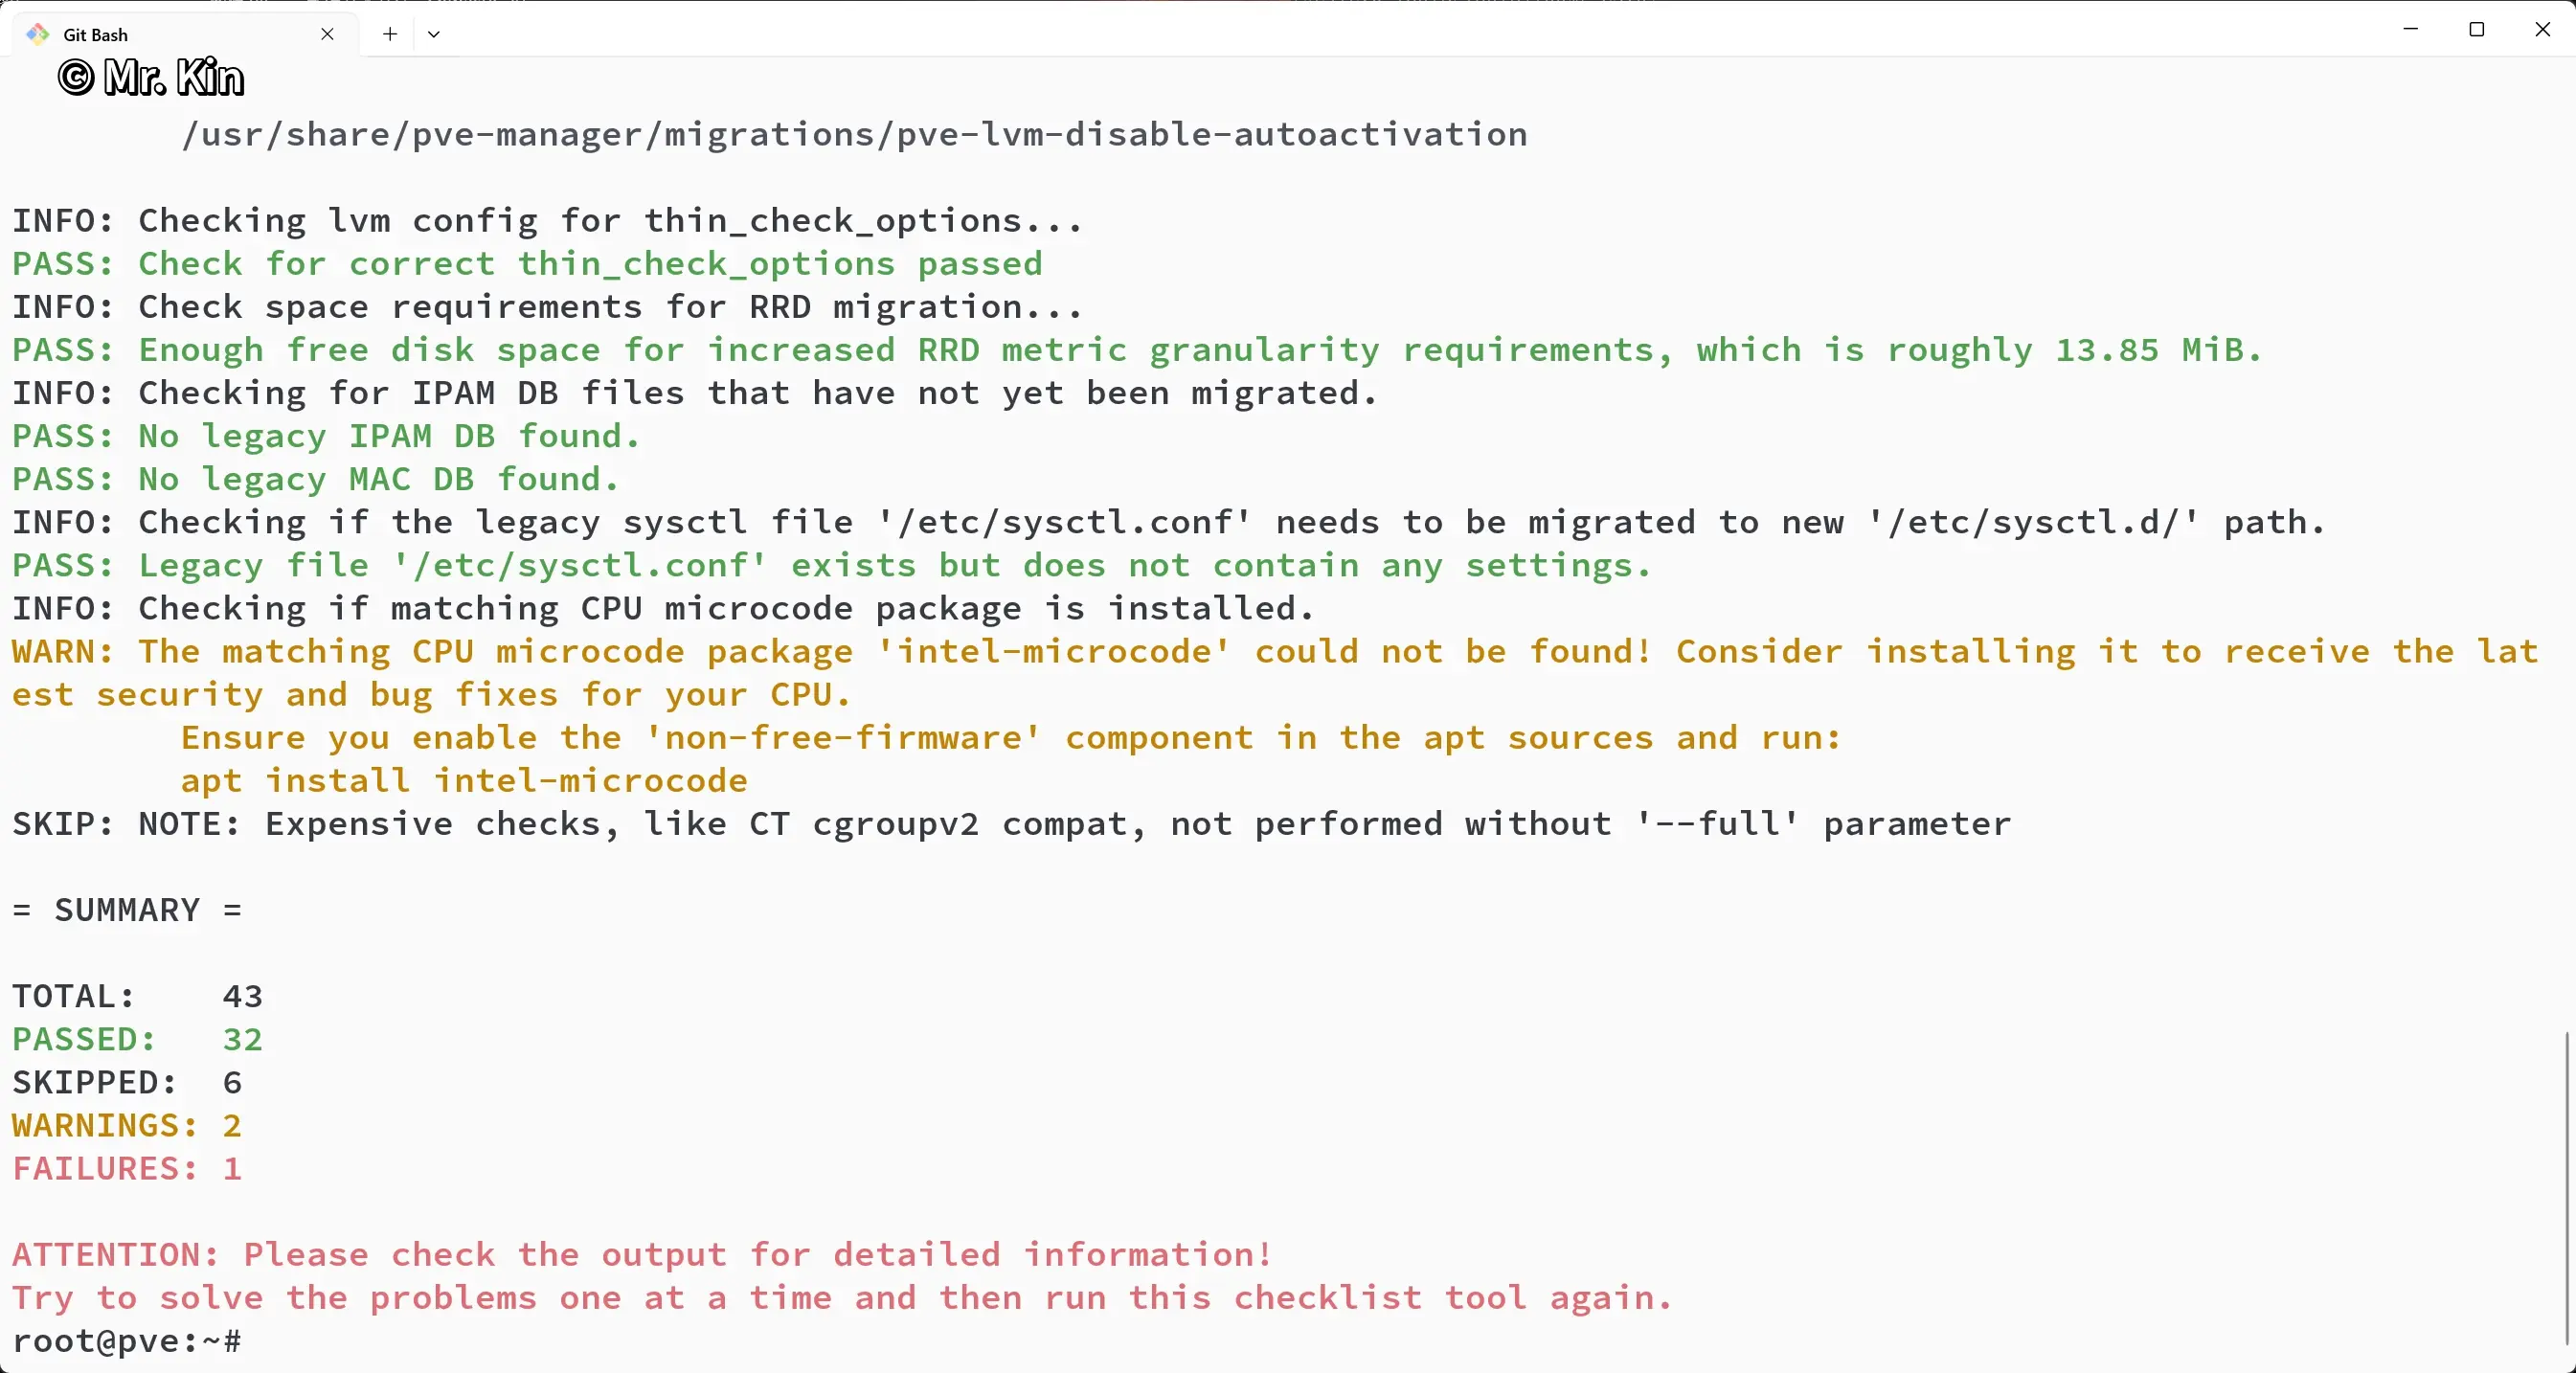 Git Bash
© Mr. Kin
/usr/share/pve-manager/migrations/pve-lvm-disable-autoactivation
INFO: Checking lvm config for thin_check_options...
PASS: Check for correct thin_check_options passed
INFO: Check space requirements for RRD migration...
PASS: Enough free disk space for increased RRD metric granularity requirements, which is roughly 13.85 MiB.
INFO: Checking for IPAM DB files that have not yet been migrated.
PASS: No legacy IPAM DB found.
PASS: No legacy MAC DB found.
INFO: Checking if the legacy sysctl file '/etc/sysctl.conf' needs to be migrated to new '/etc/sysctl.d/' path.
PASS: Legacy file '/etc/sysctl.conf' exists but does not contain any settings.
INFO: Checking if matching CPU microcode package is installed.
WARN: The matching CPU microcode package 'intel-microcode' could not be found! Consider installing it to receive the lat
est security and bug fixes for your CPU.
Ensure you enable the 'non-free-firmware' component in the apt sources and run:
apt install intel-microcode
SKIP: NOTE: Expensive checks, like CT cgroupv2 compat, not performed without '--full' parameter
= SUMMARY =
TOTAL: 43
PASSED: 32
SKIPPED: 6
WARNINGS: 2
FAILURES: 1
ATTENTION: Please check the output for detailed information!
Try to solve the problems one at a time and then run this checklist tool again.
root@pve:~#